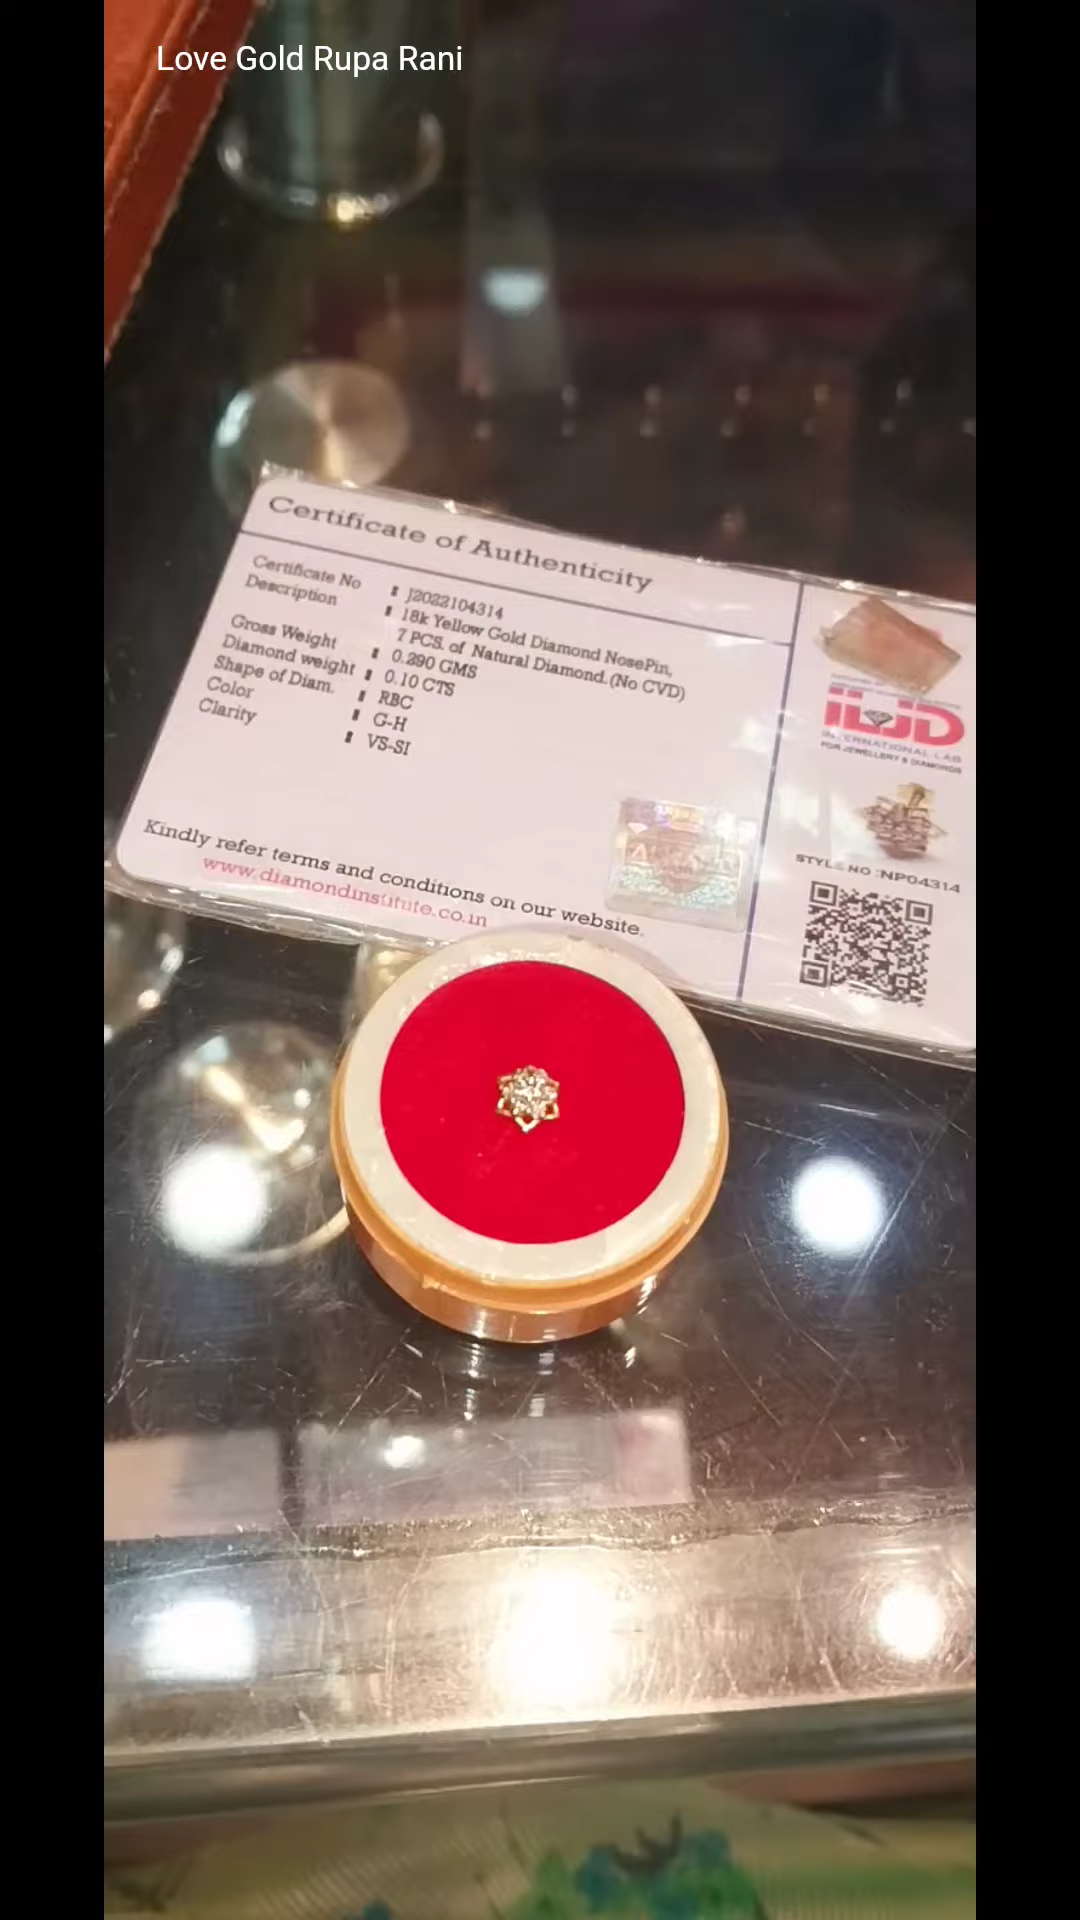 Love Gold Rupa Rani
Certificate of Authenticity
Certificate No : J2022104314
Description : 18k Yellow Gold Diamond NosePin,
7 PCS. of Natural Diamond.(No CVD)
Gross Weight : 0.290 GMS
Diamond weight : 0.10 CTS
Shape of Diam. : RBC
Color : G-H
Clarity : VS-SI
Kindly refer terms and conditions on our website.
www.diamondinstitute.co.in
INTERNATIONAL LAB
FOR JEWELLERY & DIAMONDS
STYLE NO :NP04314